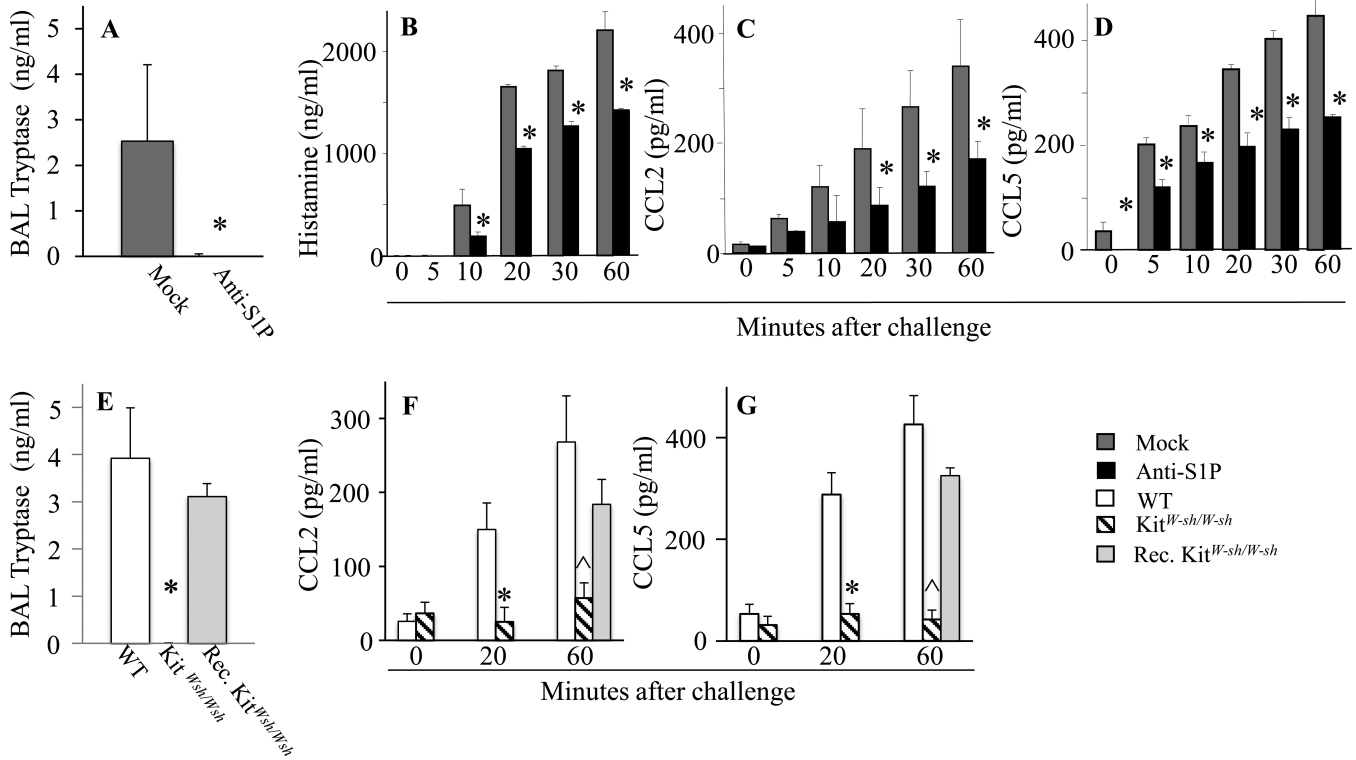 A
BAL Tryptase (ng/ml)
5
4
3
2
1
0
*
Mock
Anti-S1P
B
Histamine (ng/ml)
2000
1000
0
* * * *
0 5 10 20 30 60
C
CCL2 (pg/ml)
400
200
0
* * *
0 5 10 20 30 60
D
CCL5 (pg/ml)
400
200
0
* * * * * *
0 5 10 20 30 60
Minutes after challenge
E
BAL Tryptase (ng/ml)
5
4
3
2
1
0
*
WT
Kit Wsh/Wsh
Rec. Kit Wsh/Wsh
F
CCL2 (pg/ml)
300
200
100
0
* ^
0 20 60
G
CCL5 (pg/ml)
400
200
0
* ^
0 20 60
Minutes after challenge
Mock
Anti-S1P
WT
Kit W-sh/W-sh
Rec. Kit W-sh/W-sh